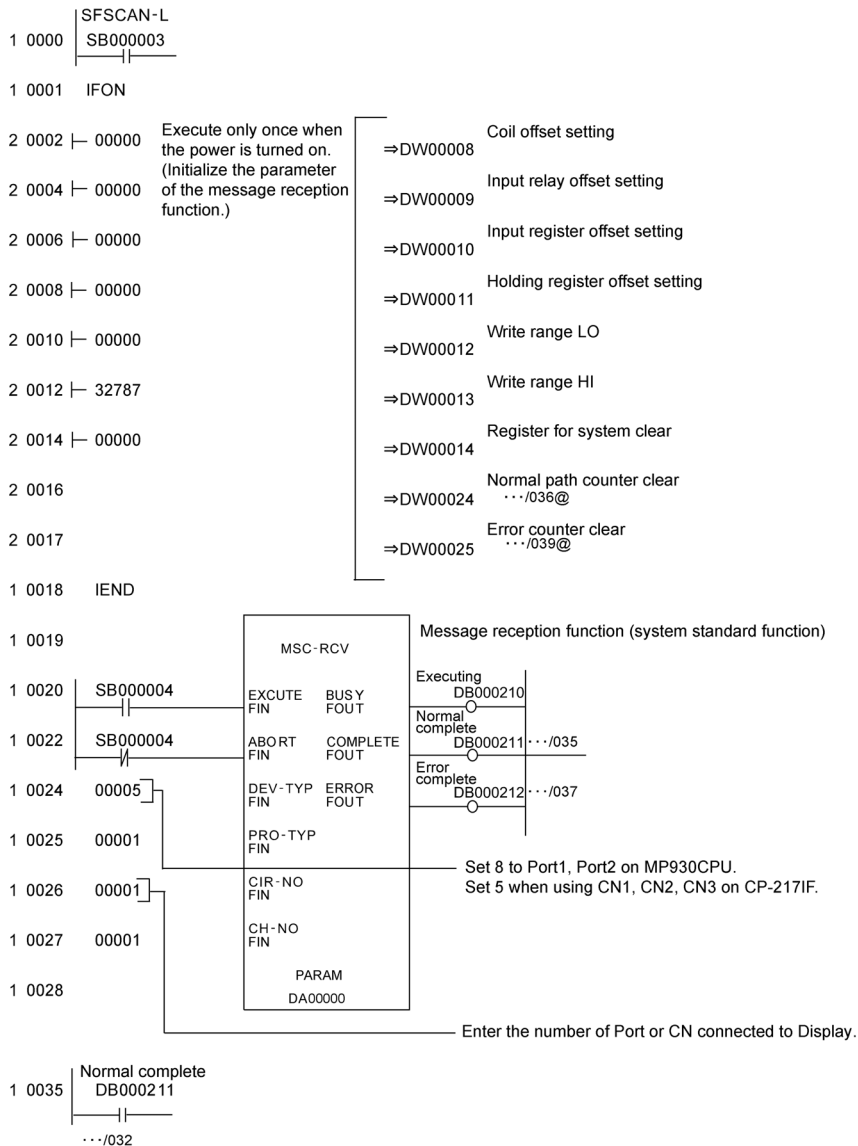 SFSCAN-L
1 0000 SB000003
1 0001 IFON
2 0002 00000 Execute only once when the power is turned on. (Initialize the parameter of the message reception function.) ⇒DW00008 Coil offset setting
2 0004 00000 ⇒DW00009 Input relay offset setting
2 0006 00000 ⇒DW00010 Input register offset setting
2 0008 00000 ⇒DW00011 Holding register offset setting
2 0010 00000 ⇒DW00012 Write range LO
2 0012 32787 ⇒DW00013 Write range HI
2 0014 00000 ⇒DW00014 Register for system clear
2 0016 ⇒DW00024 Normal path counter clear
···/036@
2 0017 ⇒DW00025 Error counter clear
···/039@
1 0018 IEND
1 0019 MSC-RCV Message reception function (system standard function)
Executing
1 0020 SB000004 EXCUTE BUSY DB000210
FIN FOUT
Normal
complete
1 0022 SB000004 ABORT COMPLETE DB000211 ···/035
FIN FOUT
Error
complete
1 0024 00005 DEV-TYP ERROR DB000212 ···/037
FIN FOUT
1 0025 00001 PRO-TYP
FIN
Set 8 to Port1, Port2 on MP930CPU.
Set 5 when using CN1, CN2, CN3 on CP-217IF.
1 0026 00001 CIR-NO
FIN
1 0027 00001 CH-NO
FIN
PARAM
1 0028 DA00000
Enter the number of Port or CN connected to Display.
Normal complete
1 0035 DB000211
···/032